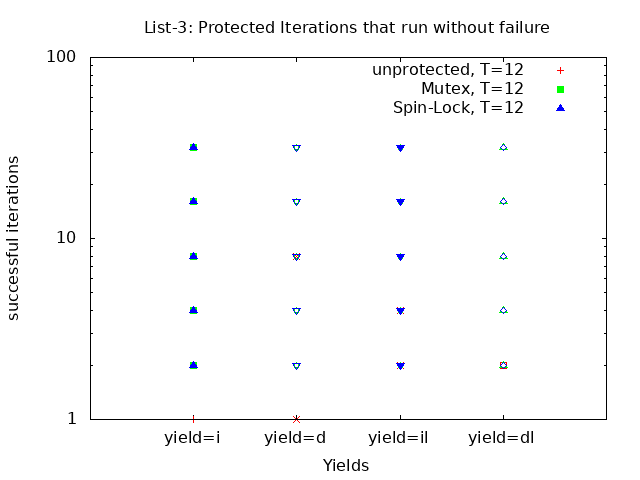 List-3: Protected Iterations that run without failure
100
unprotected, T=12
Mutex, T=12
Spin-Lock, T=12
successful iterations
10
1
yield=i
yield=d
yield=il
yield=dl
Yields